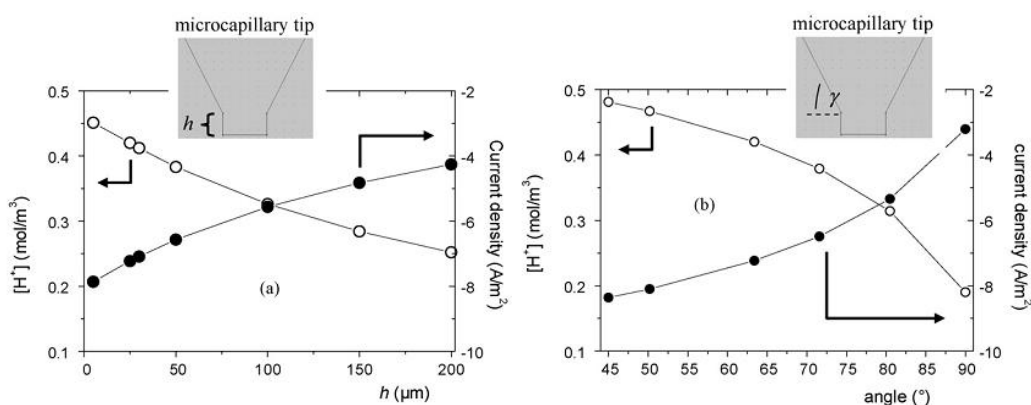 microcapillary tip
h {
0.5
0.4
0.3
0.2
0.1
[H⁺] (mol/m³)
-2
-4
-6
-8
-10
Current density (A/m²)
(a)
0 50 100 150 200
h (µm)
microcapillary tip
γ
0.5
0.4
0.3
0.2
0.1
[H⁺] (mol/m³)
-2
-4
-6
-8
-10
current density (A/m²)
(b)
45 50 55 60 65 70 75 80 85 90
angle (°)